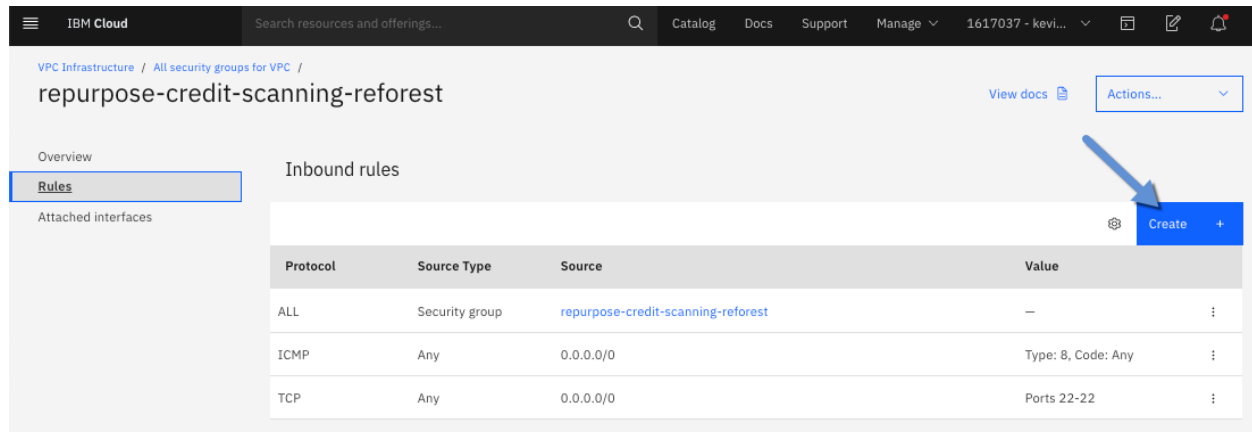 IBM Cloud Search resources and offerings... Catalog Docs Support Manage 1617037 - kevi...
VPC Infrastructure / All security groups for VPC /
repurpose-credit-scanning-reforest
View docs Actions...
Overview
Rules
Attached interfaces
Inbound rules
Create +
Protocol Source Type Source Value
ALL Security group repurpose-credit-scanning-reforest —
ICMP Any 0.0.0.0/0 Type: 8, Code: Any
TCP Any 0.0.0.0/0 Ports 22-22